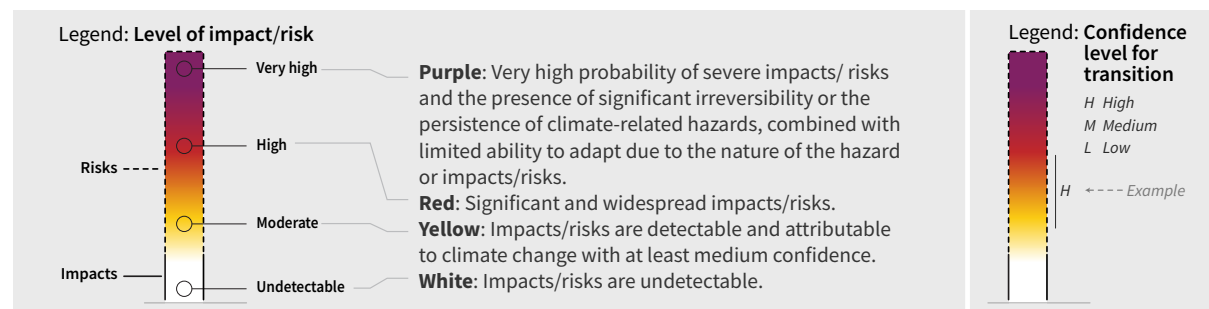 Legend: Level of impact/risk
Very high
High
Risks
Moderate
Impacts
Undetectable
Purple: Very high probability of severe impacts/ risks
and the presence of significant irreversibility or the
persistence of climate-related hazards, combined with
limited ability to adapt due to the nature of the hazard
or impacts/risks.
Red: Significant and widespread impacts/risks.
Yellow: Impacts/risks are detectable and attributable
to climate change with at least medium confidence.
White: Impacts/risks are undetectable.
Legend: Confidence
level for
transition
H High
M Medium
L Low
H
Example